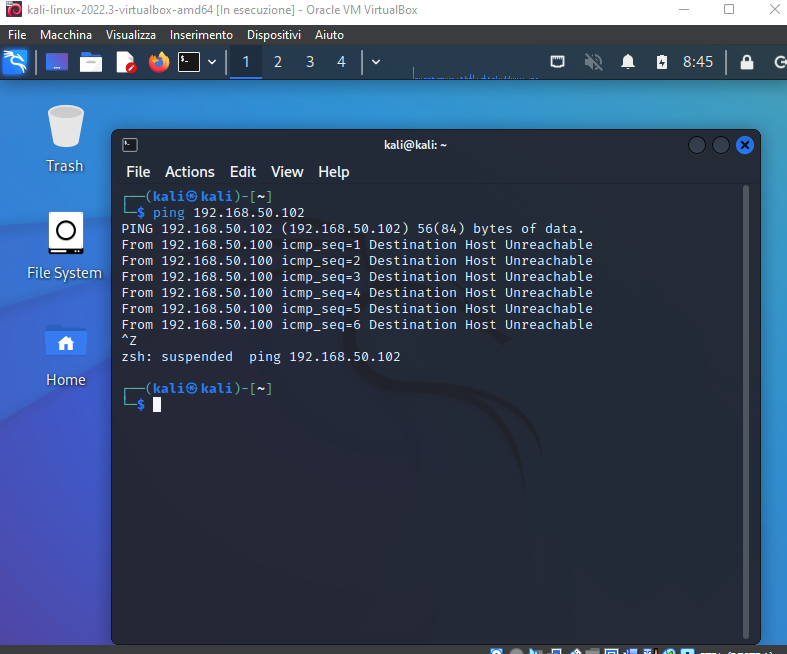 kali-linux-2022.3-virtualbox-amd64 [In esecuzione] - Oracle VM VirtualBox
File Macchina Visualizza Inserimento Dispositivi Aiuto
1 2 3 4 8:45
Trash
File System
Home
kali@kali: ~
File Actions Edit View Help
┌──(kali㉿kali)-[~]
└─$ ping 192.168.50.102
PING 192.168.50.102 (192.168.50.102) 56(84) bytes of data.
From 192.168.50.100 icmp_seq=1 Destination Host Unreachable
From 192.168.50.100 icmp_seq=2 Destination Host Unreachable
From 192.168.50.100 icmp_seq=3 Destination Host Unreachable
From 192.168.50.100 icmp_seq=4 Destination Host Unreachable
From 192.168.50.100 icmp_seq=5 Destination Host Unreachable
From 192.168.50.100 icmp_seq=6 Destination Host Unreachable
^Z
zsh: suspended  ping 192.168.50.102
┌──(kali㉿kali)-[~]
└─$